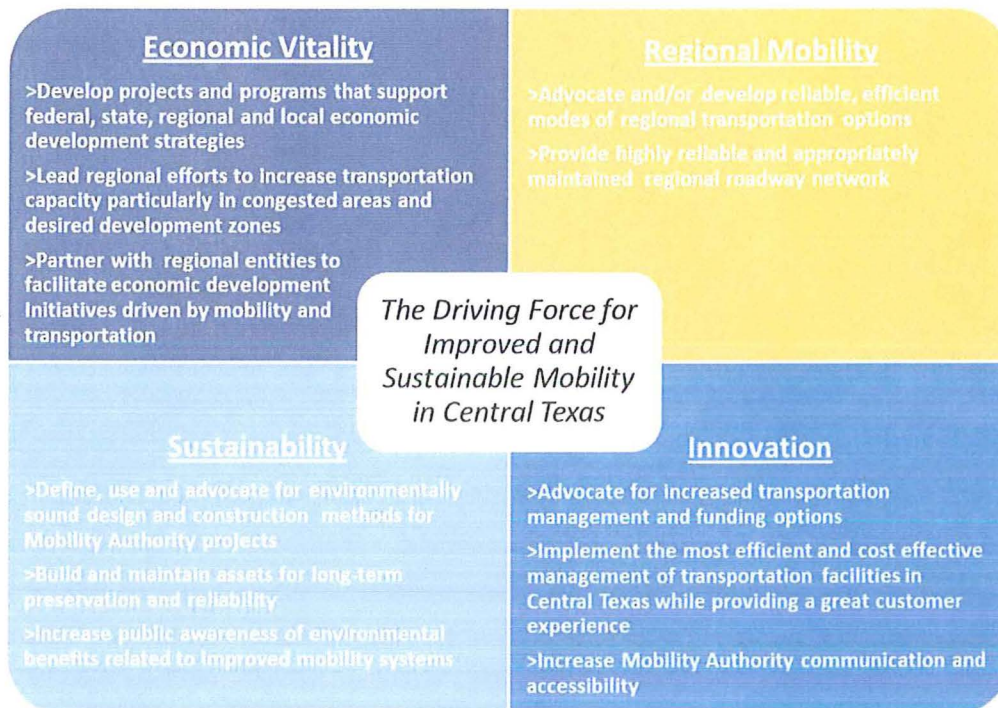 Economic Vitality
>Develop projects and programs that support
federal, state, regional and local economic
development strategies
>Lead regional efforts to increase transportation
capacity particularly in congested areas and
desired development zones
>Partner with regional entities to
facilitate economic development
Initiatives driven by mobility and
transportation
Regional Mobility
>Advocate and/or develop reliable, efficient
modes of regional transportation options
>Provide highly reliable and appropriately
maintained regional roadway network
The Driving Force for
Improved and
Sustainable Mobility
in Central Texas
Sustainability
>Define, use and advocate for environmentally
sound design and construction methods for
Mobility Authority projects
>Build and maintain assets for long-term
preservation and reliability
>Increase public awareness of environmental
benefits related to improved mobility systems
Innovation
>Advocate for increased transportation
management and funding options
>Implement the most efficient and cost effective
management of transportation facilities in
Central Texas while providing a great customer
experience
>Increase Mobility Authority communication and
accessibility